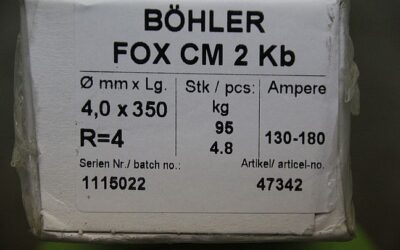 BÖHLER
FOX CM 2 Kb
Ø mm x Lg. Stk / pcs: Ampere
kg
4,0 x 350 95 130-180
R=4 4.8
Serien Nr./ batch no.: Artikel/ articel-no.
1115022 47342